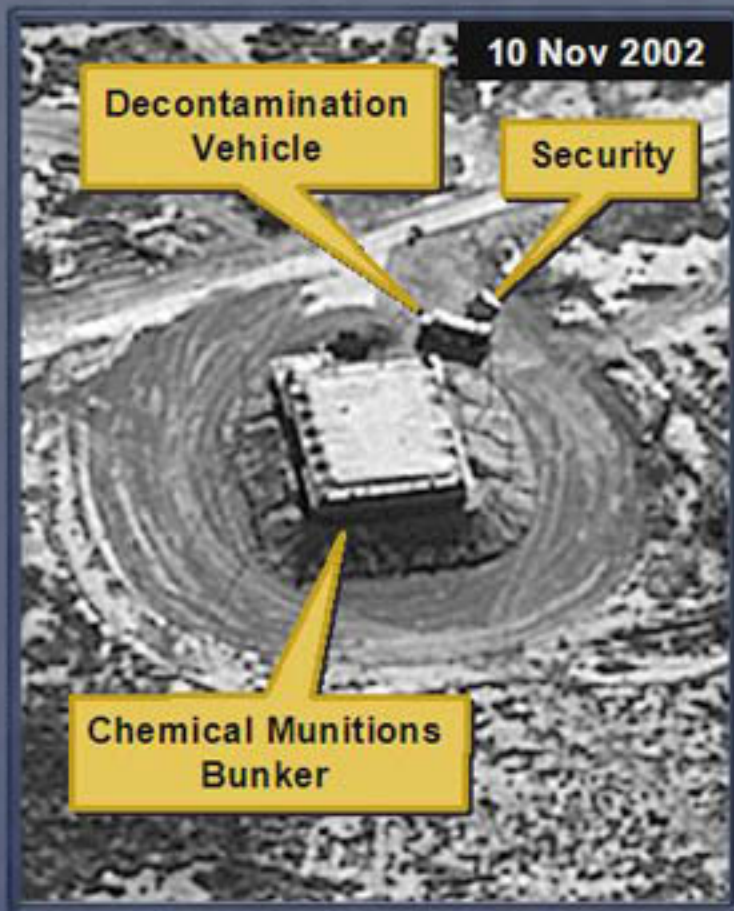 10 Nov 2002
Decontamination
Vehicle
Security
Chemical Munitions
Bunker